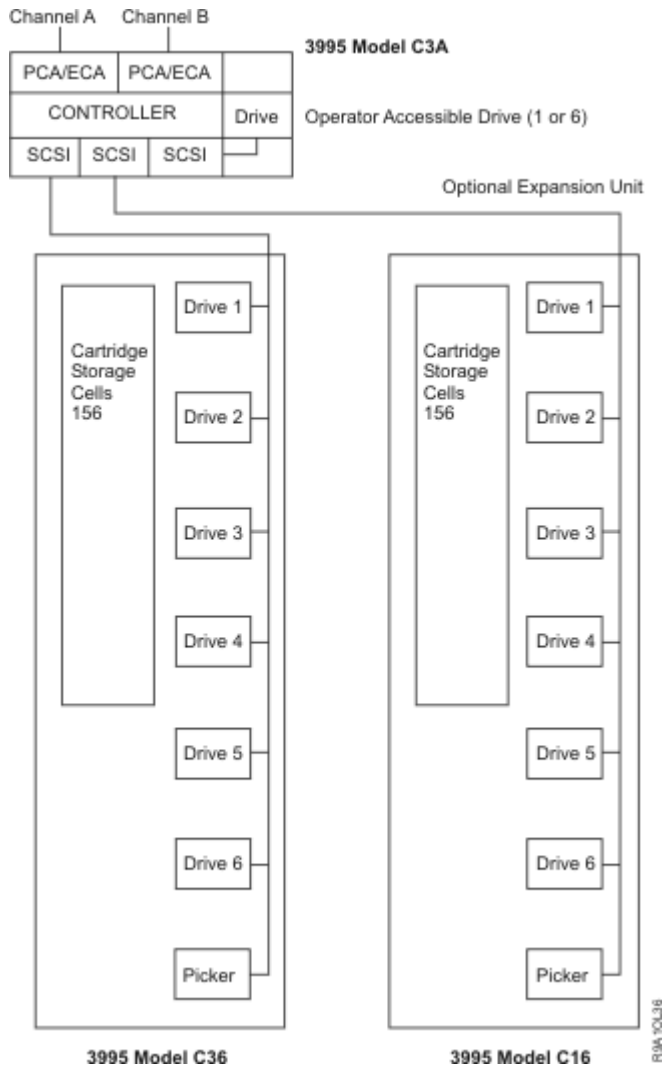 Channel A
Channel B
3995 Model C3A
PCA/ECA
PCA/ECA
CONTROLLER
Drive
Operator Accessible Drive (1 or 6)
SCSI
SCSI
SCSI
Optional Expansion Unit
Cartridge
Storage
Cells
156
Drive 1
Drive 2
Drive 3
Drive 4
Drive 5
Drive 6
Picker
3995 Model C36
Cartridge
Storage
Cells
156
Drive 1
Drive 2
Drive 3
Drive 4
Drive 5
Drive 6
Picker
3995 Model C16